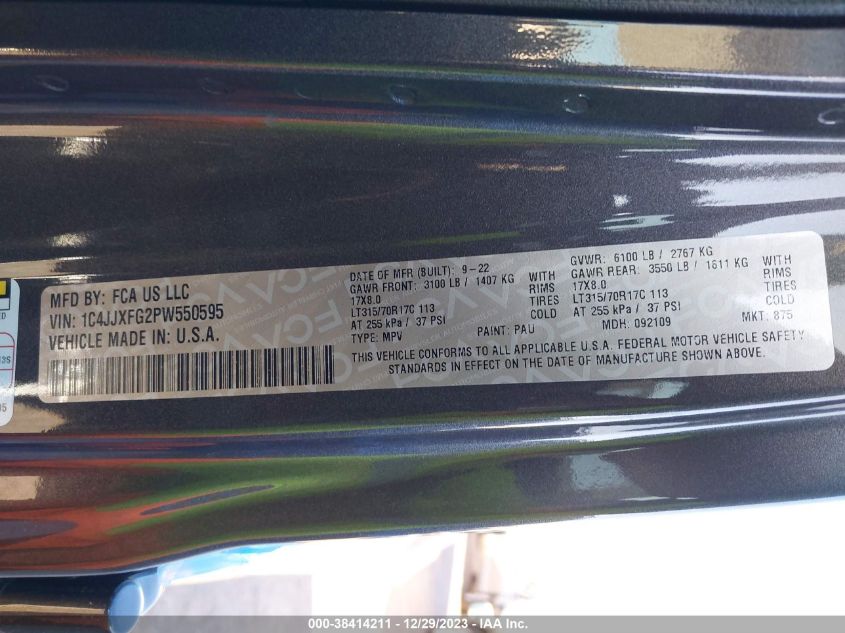 MFD BY: FCA US LLC
VIN: 1C4JJXFG2PW550595
VEHICLE MADE IN: U.S.A.
DATE OF MFR (BUILT): 9-22
GAWR FRONT: 3100 LB / 1407 KG WITH
17X8.0 RIMS
LT315/70R17C 113 TIRES
AT 255 kPa / 37 PSI COLD
TYPE: MPV PAINT: PAU
GVWR: 6100 LB / 2767 KG
GAWR REAR: 3550 LB / 1611 KG WITH
17X8.0 RIMS
LT315/70R17C 113 TIRES
AT 255 kPa / 37 PSI COLD
MDH: 092109 MKT: 875
THIS VEHICLE CONFORMS TO ALL APPLICABLE U.S.A. FEDERAL MOTOR VEHICLE SAFETY
STANDARDS IN EFFECT ON THE DATE OF MANUFACTURE SHOWN ABOVE.
000-38414211 - 12/29/2023 - IAA Inc.